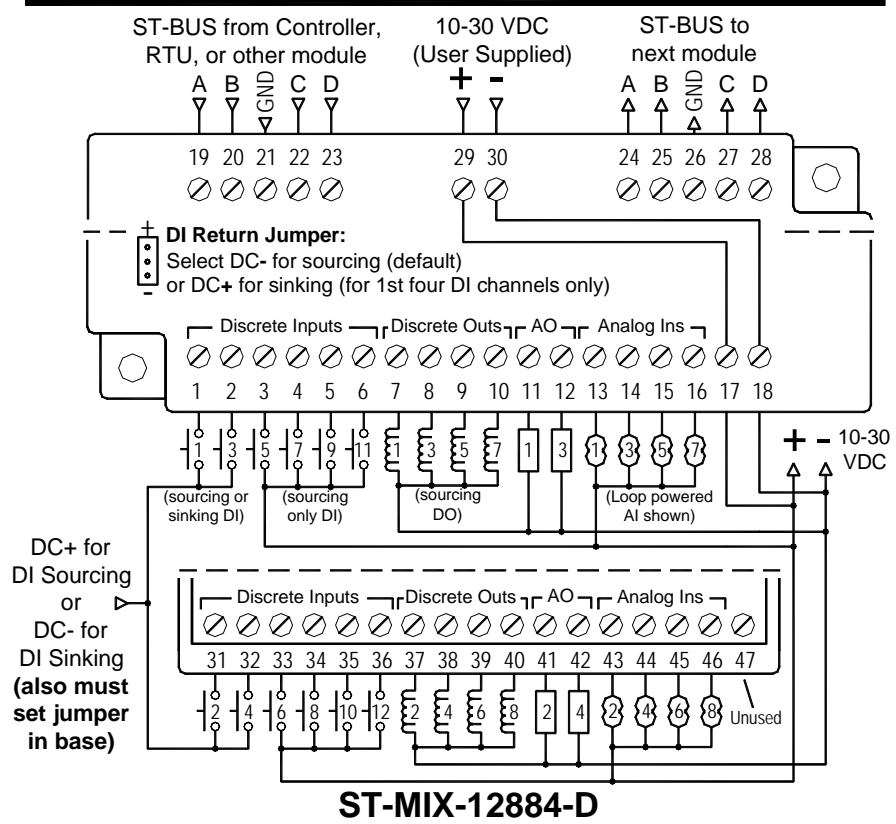 ST-BUS from Controller,
RTU, or other module
10-30 VDC
(User Supplied)
ST-BUS to
next module
A B GND C D
+ -
A B GND C D
19 20 21 22 23
29 30
24 25 26 27 28
+
-
DI Return Jumper:
Select DC- for sourcing (default)
or DC+ for sinking (for 1st four DI channels only)
Discrete Inputs Discrete Outs AO Analog Ins
1 2 3 4 5 6 7 8 9 10 11 12 13 14 15 16 17 18
1 3 5 7 9 11 1 3 5 7 1 3 1 3 5 7
+ - 10-30
VDC
(sourcing or
sinking DI)
(sourcing
only DI)
(sourcing
DO)
(Loop powered
AI shown)
DC+ for
DI Sourcing
or
DC- for
DI Sinking
(also must
set jumper
in base)
Discrete Inputs Discrete Outs AO Analog Ins
31 32 33 34 35 36 37 38 39 40 41 42 43 44 45 46 47
2 4 6 8 10 12 2 4 6 8 2 4 2 4 6 8
Unused
ST-MIX-12884-D